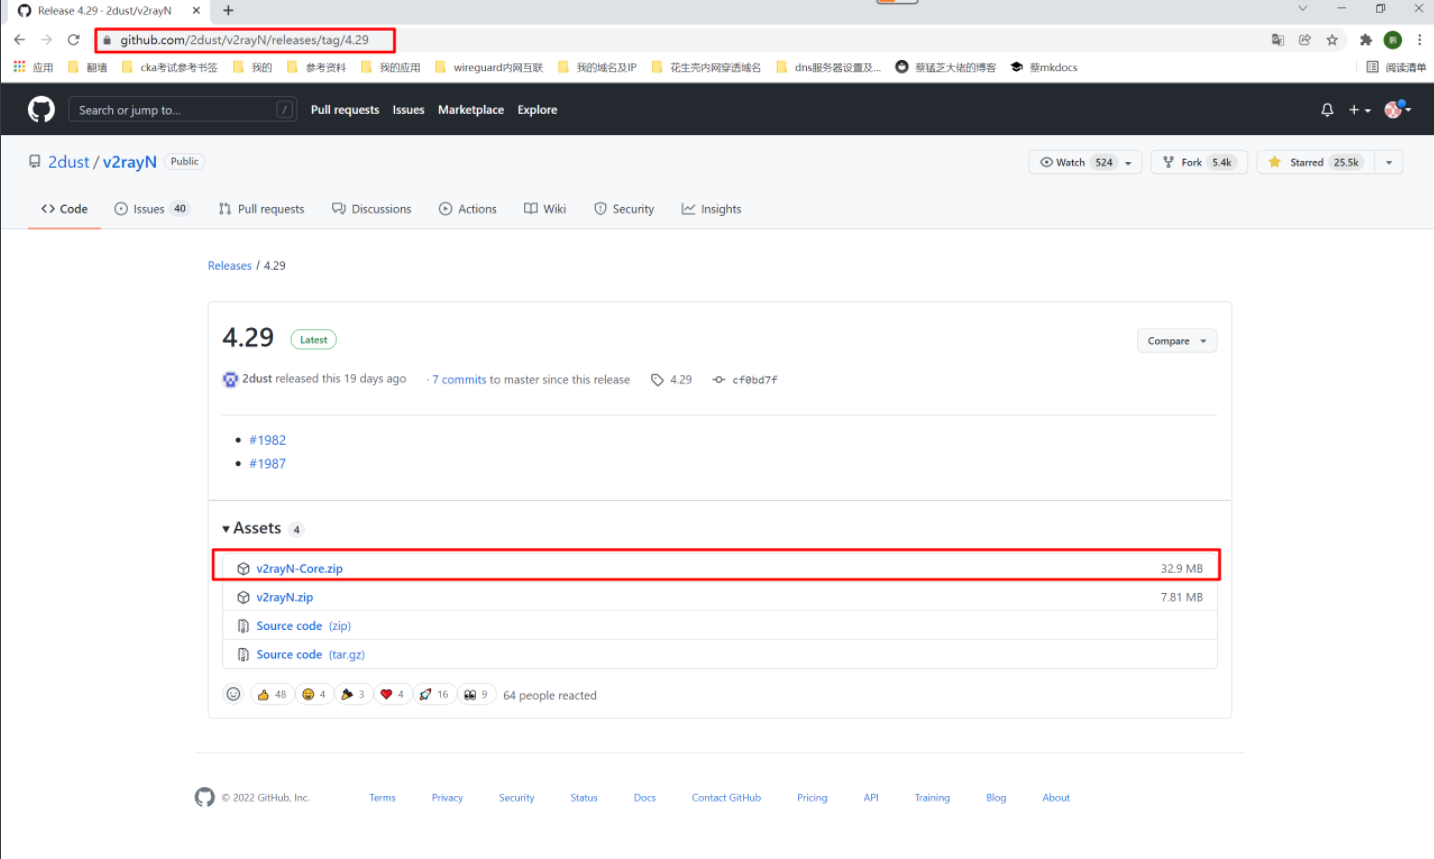 Release 4.29 · 2dust/v2rayN
github.com/2dust/v2rayN/releases/tag/4.29
应用 翻墙 cka考试参考书签 我的 参考资料 我的应用 wireguard内网互联 我的域名及IP 花生壳内网穿透域名 dns服务器设置及... 蔡猛芝大佬的博客 蔡mkdocs 阅读清单
Search or jump to... / Pull requests Issues Marketplace Explore
2dust / v2rayN Public Watch 524 Fork 5.4k Starred 25.5k
Code Issues 40 Pull requests Discussions Actions Wiki Security Insights
Releases / 4.29
4.29 Latest Compare
2dust released this 19 days ago · 7 commits to master since this release 4.29 cf0bd7f
#1982
#1987
Assets 4
v2rayN-Core.zip 32.9 MB
v2rayN.zip 7.81 MB
Source code (zip)
Source code (tar.gz)
48 4 3 4 16 9 64 people reacted
© 2022 GitHub, Inc. Terms Privacy Security Status Docs Contact GitHub Pricing API Training Blog About